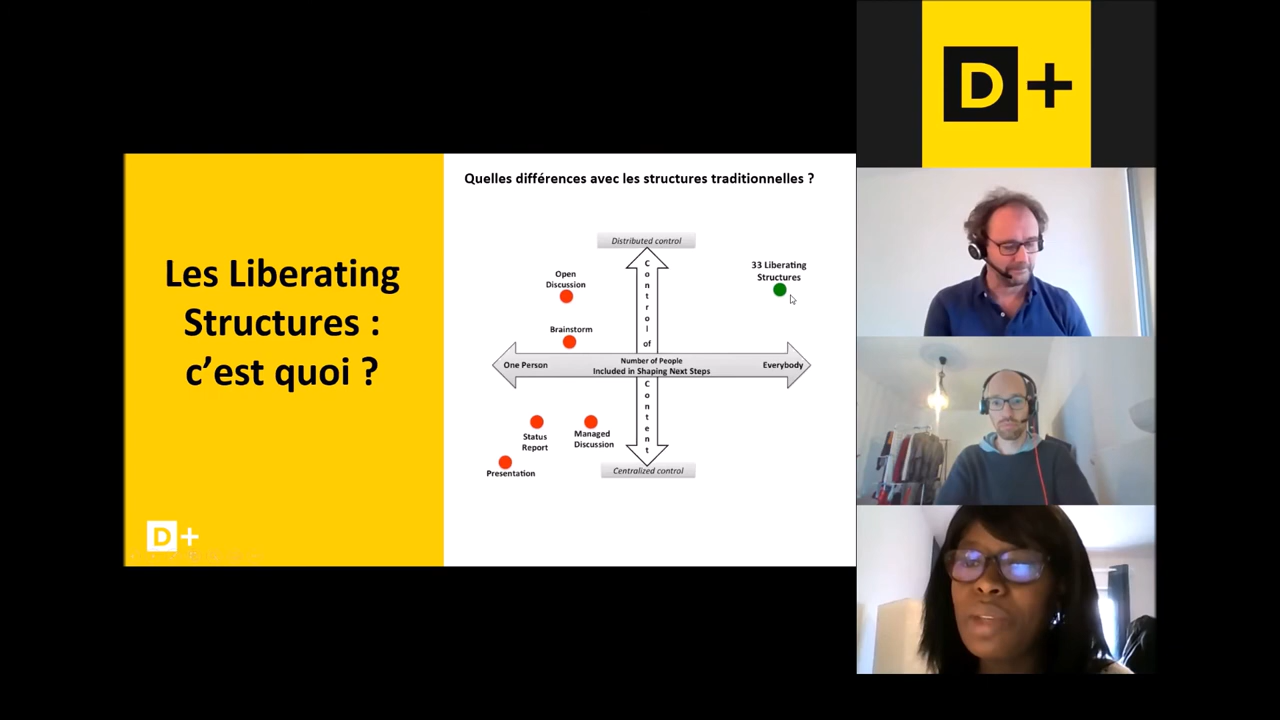 Les Liberating
Structures :
c’est quoi ?
D+
Quelles différences avec les structures traditionnelles ?
Distributed control
Control of Content
33 Liberating
Structures
Open
Discussion
Brainstorm
One Person
Number of People
Included in Shaping Next Steps
Everybody
Status
Report
Managed
Discussion
Presentation
Centralized control
D+